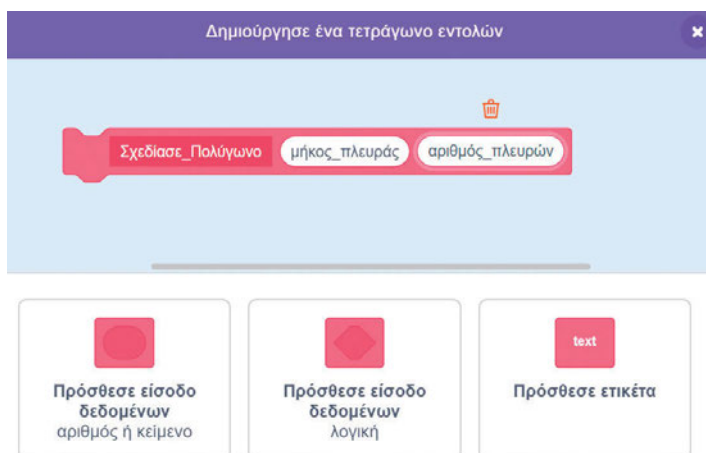 Δημιούργησε ένα τετράγωνο εντολών
Σχεδίασε_Πολύγωνο μήκος_πλευράς αριθμός_πλευρών
text
Πρόσθεσε είσοδο
δεδομένων
αριθμός ή κείμενο
Πρόσθεσε είσοδο
δεδομένων
λογική
Πρόσθεσε ετικέτα